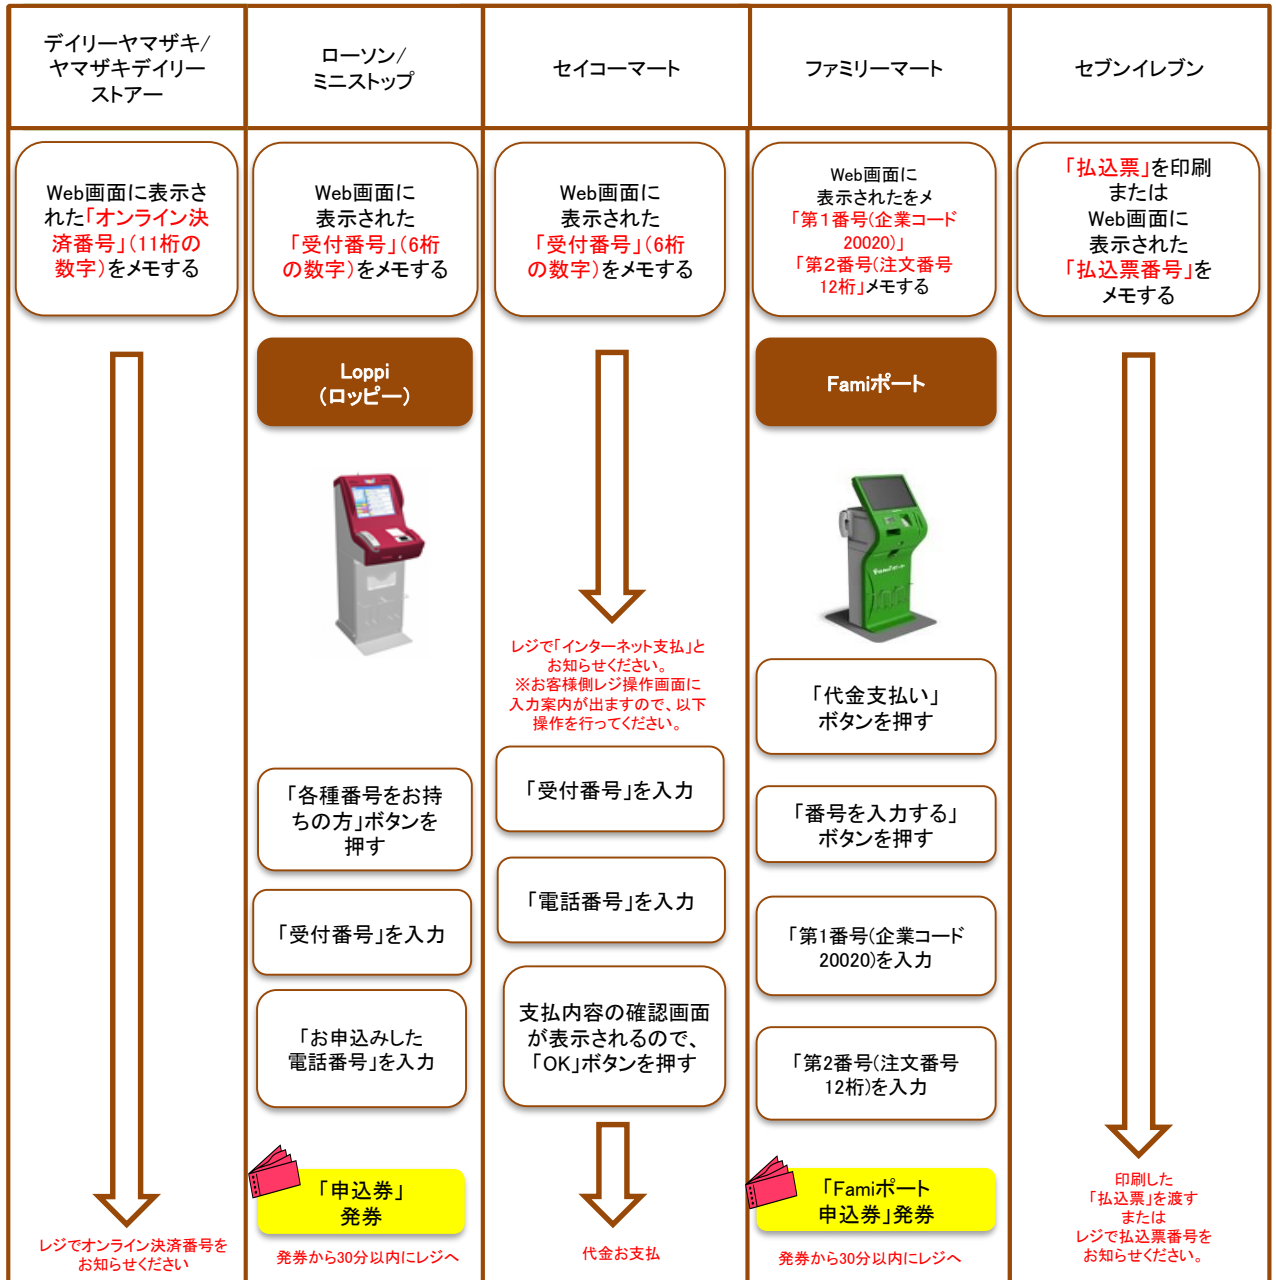 デイリーヤマザキ/
ヤマザキデイリー
ストアー
ローソン/
ミニストップ
セイコーマート
ファミリーマート
セブンイレブン
Web画面に表示さ
れた「オンライン決
済番号」(11桁の
数字)をメモする
レジでオンライン決済番号を
お知らせください
Web画面に
表示された
「受付番号」(6桁
の数字)をメモする
Loppi
(ロッピー)
「各種番号をお持
ちの方」ボタンを
押す
「受付番号」を入力
「お申込みした
電話番号」を入力
「申込券」
発券
発券から30分以内にレジへ
Web画面に
表示された
「受付番号」(6桁
の数字)をメモする
レジで「インターネット支払」と
お知らせください。
※お客様側レジ操作画面に
入力案内が出ますので、以下
操作を行ってください。
「受付番号」を入力
「電話番号」を入力
支払内容の確認画面
が表示されるので、
「OK」ボタンを押す
代金お支払
Web画面に
表示されたをメ
「第1番号(企業コード
20020)」
「第2番号(注文番号
12桁」メモする
Famiポート
「代金支払い」
ボタンを押す
「番号を入力する」
ボタンを押す
「第1番号(企業コード
20020)を入力
「第2番号(注文番号
12桁)を入力
「Famiポート
申込券」発券
発券から30分以内にレジへ
「払込票」を印刷
または
Web画面に
表示された
「払込票番号」を
メモする
印刷した
「払込票」を渡す
または
レジで払込票番号を
お知らせください。